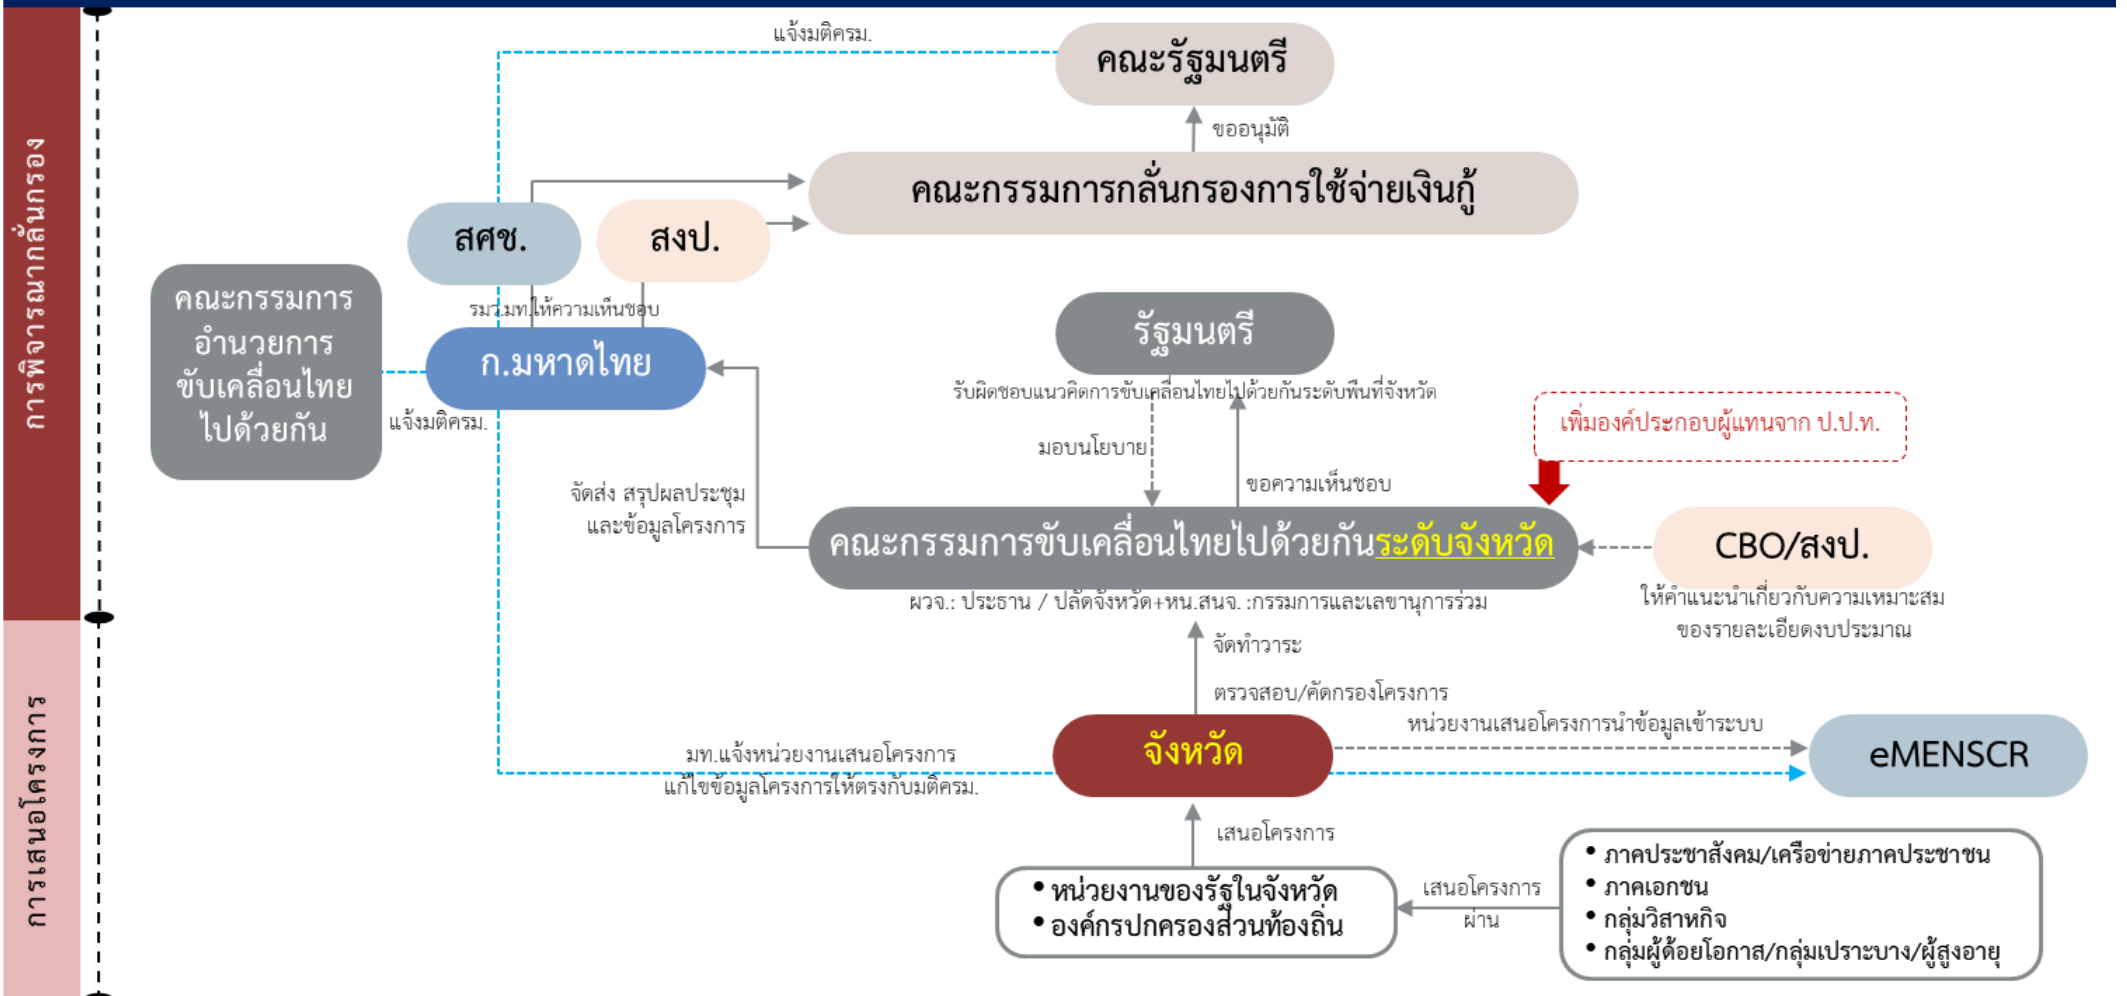 การพิจารณากลั่นกรอง
การเสนอโครงการ
แจ้งมติครม.
คณะรัฐมนตรี
ขออนุมัติ
คณะกรรมการกลั่นกรองการใช้จ่ายเงินกู้
สศช.
สงป.
รมว.มท.ให้ความเห็นชอบ
คณะกรรมการ
อำนวยการ
ขับเคลื่อนไทย
ไปด้วยกัน
ก.มหาดไทย
แจ้งมติครม.
รัฐมนตรี
รับผิดชอบแนวคิดการขับเคลื่อนไทยไปด้วยกันระดับพื้นที่จังหวัด
มอบนโยบาย
ขอความเห็นชอบ
เพิ่มองค์ประกอบผู้แทนจาก ป.ป.ท.
จัดส่ง สรุปผลประชุม
และข้อมูลโครงการ
คณะกรรมการขับเคลื่อนไทยไปด้วยกันระดับจังหวัด
ผวจ.: ประธาน / ปลัดจังหวัด+หน.สนจ. :กรรมการและเลขานุการร่วม
CBO/สงป.
ให้คำแนะนำเกี่ยวกับความเหมาะสม
ของรายละเอียดงบประมาณ
จัดทำวาระ
ตรวจสอบ/คัดกรองโครงการ
จังหวัด
หน่วยงานเสนอโครงการนำข้อมูลเข้าระบบ
eMENSCR
มท.แจ้งหน่วยงานเสนอโครงการ
แก้ไขข้อมูลโครงการให้ตรงกับมติครม.
เสนอโครงการ
• หน่วยงานของรัฐในจังหวัด
• องค์กรปกครองส่วนท้องถิ่น
เสนอโครงการ
ผ่าน
• ภาคประชาสังคม/เครือข่ายภาคประชาชน
• ภาคเอกชน
• กลุ่มวิสาหกิจ
• กลุ่มผู้ด้อยโอกาส/กลุ่มเปราะบาง/ผู้สูงอายุ